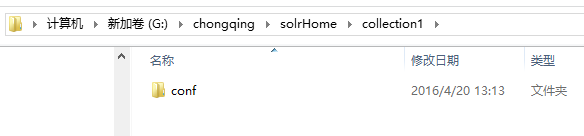 计算机 新加卷 (G:) chongqing solrHome collection1
名称 修改日期 类型
conf 2016/4/20 13:13 文件夹